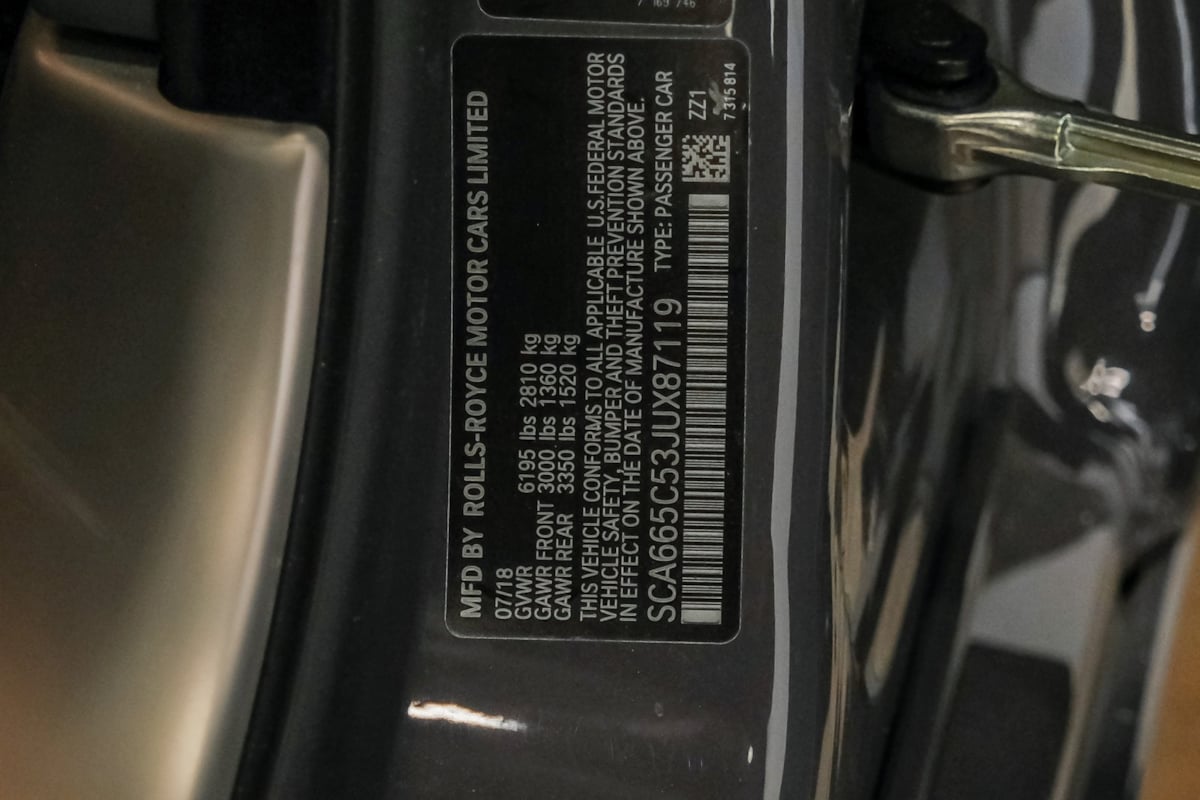 7 169 746
MFD BY ROLLS-ROYCE MOTOR CARS LIMITED
07/18
GVWR 6195 lbs 2810 kg
GAWR FRONT 3000 lbs 1360 kg
GAWR REAR 3350 lbs 1520 kg
THIS VEHICLE CONFORMS TO ALL APPLICABLE U.S.FEDERAL MOTOR
VEHICLE SAFETY, BUMPER AND THEFT PREVENTION STANDARDS
IN EFFECT ON THE DATE OF MANUFACTURE SHOWN ABOVE.
SCA665C53JUX87119 TYPE: PASSENGER CAR
ZZ1
7 315 814